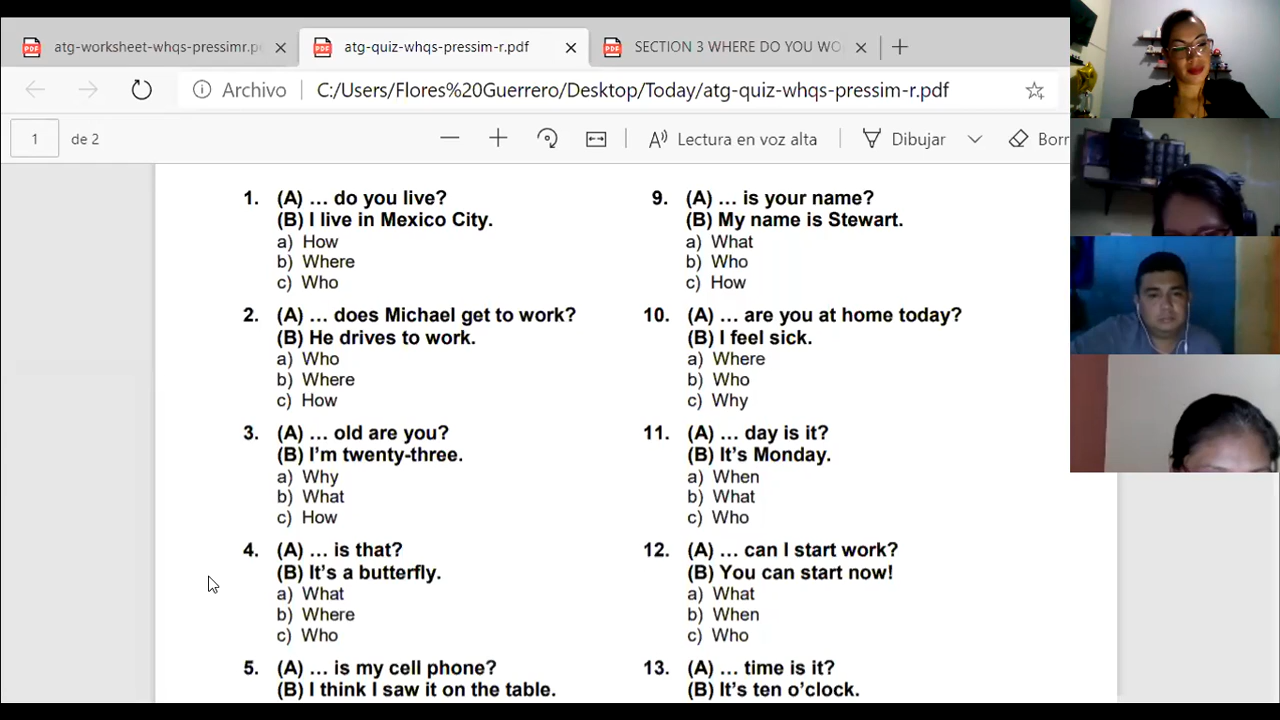 atg-worksheet-whqs-pressimr.p
atg-quiz-whqs-pressim-r.pdf
SECTION 3 WHERE DO YOU WO
Archivo
C:/Users/Flores%20Guerrero/Desktop/Today/atg-quiz-whqs-pressim-r.pdf
1
de 2
Lectura en voz alta
Dibujar
Borr
1. (A) … do you live?
(B) I live in Mexico City.
a) How
b) Where
c) Who
2. (A) … does Michael get to work?
(B) He drives to work.
a) Who
b) Where
c) How
3. (A) … old are you?
(B) I’m twenty-three.
a) Why
b) What
c) How
4. (A) … is that?
(B) It’s a butterfly.
a) What
b) Where
c) Who
5. (A) … is my cell phone?
(B) I think I saw it on the table.
9. (A) … is your name?
(B) My name is Stewart.
a) What
b) Who
c) How
10. (A) … are you at home today?
(B) I feel sick.
a) Where
b) Who
c) Why
11. (A) … day is it?
(B) It’s Monday.
a) When
b) What
c) Who
12. (A) … can I start work?
(B) You can start now!
a) What
b) When
c) Who
13. (A) … time is it?
(B) It’s ten o’clock.